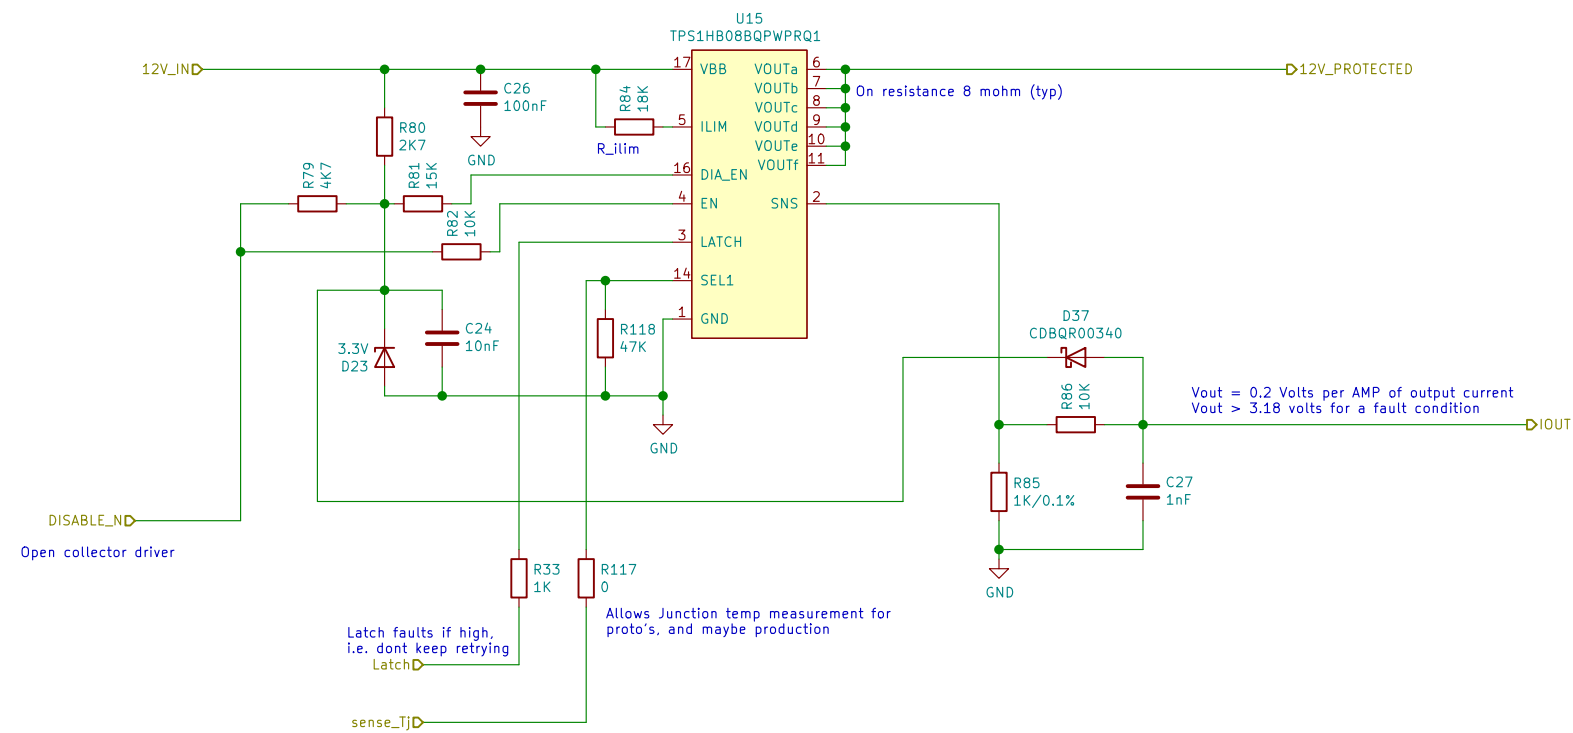 U15
TPS1HB08BQPWPRQ1
12V_IN
17
VBB
VOUTa
6
12V_PROTECTED
C26
100nF
R84
18K
VOUTb
7
On resistance 8 mohm (typ)
VOUTc
8
R80
2K7
5
ILIM
VOUTd
9
R_ilim
GND
VOUTe
10
VOUTf
11
R79
4K7
R81
15K
16
DIA_EN
R82
10K
4
EN
SNS
2
3
LATCH
14
SEL1
1
GND
R118
47K
C24
10nF
3.3V
D23
GND
D37
CDBQR00340
R86
10K
Vout = 0.2 Volts per AMP of output current
Vout > 3.18 volts for a fault condition
IOUT
R85
1K/0.1%
C27
1nF
GND
DISABLE_N
Open collector driver
R33
1K
R117
0
Allows Junction temp measurement for
proto's, and maybe production
Latch faults if high,
i.e. dont keep retrying
Latch
sense_Tj